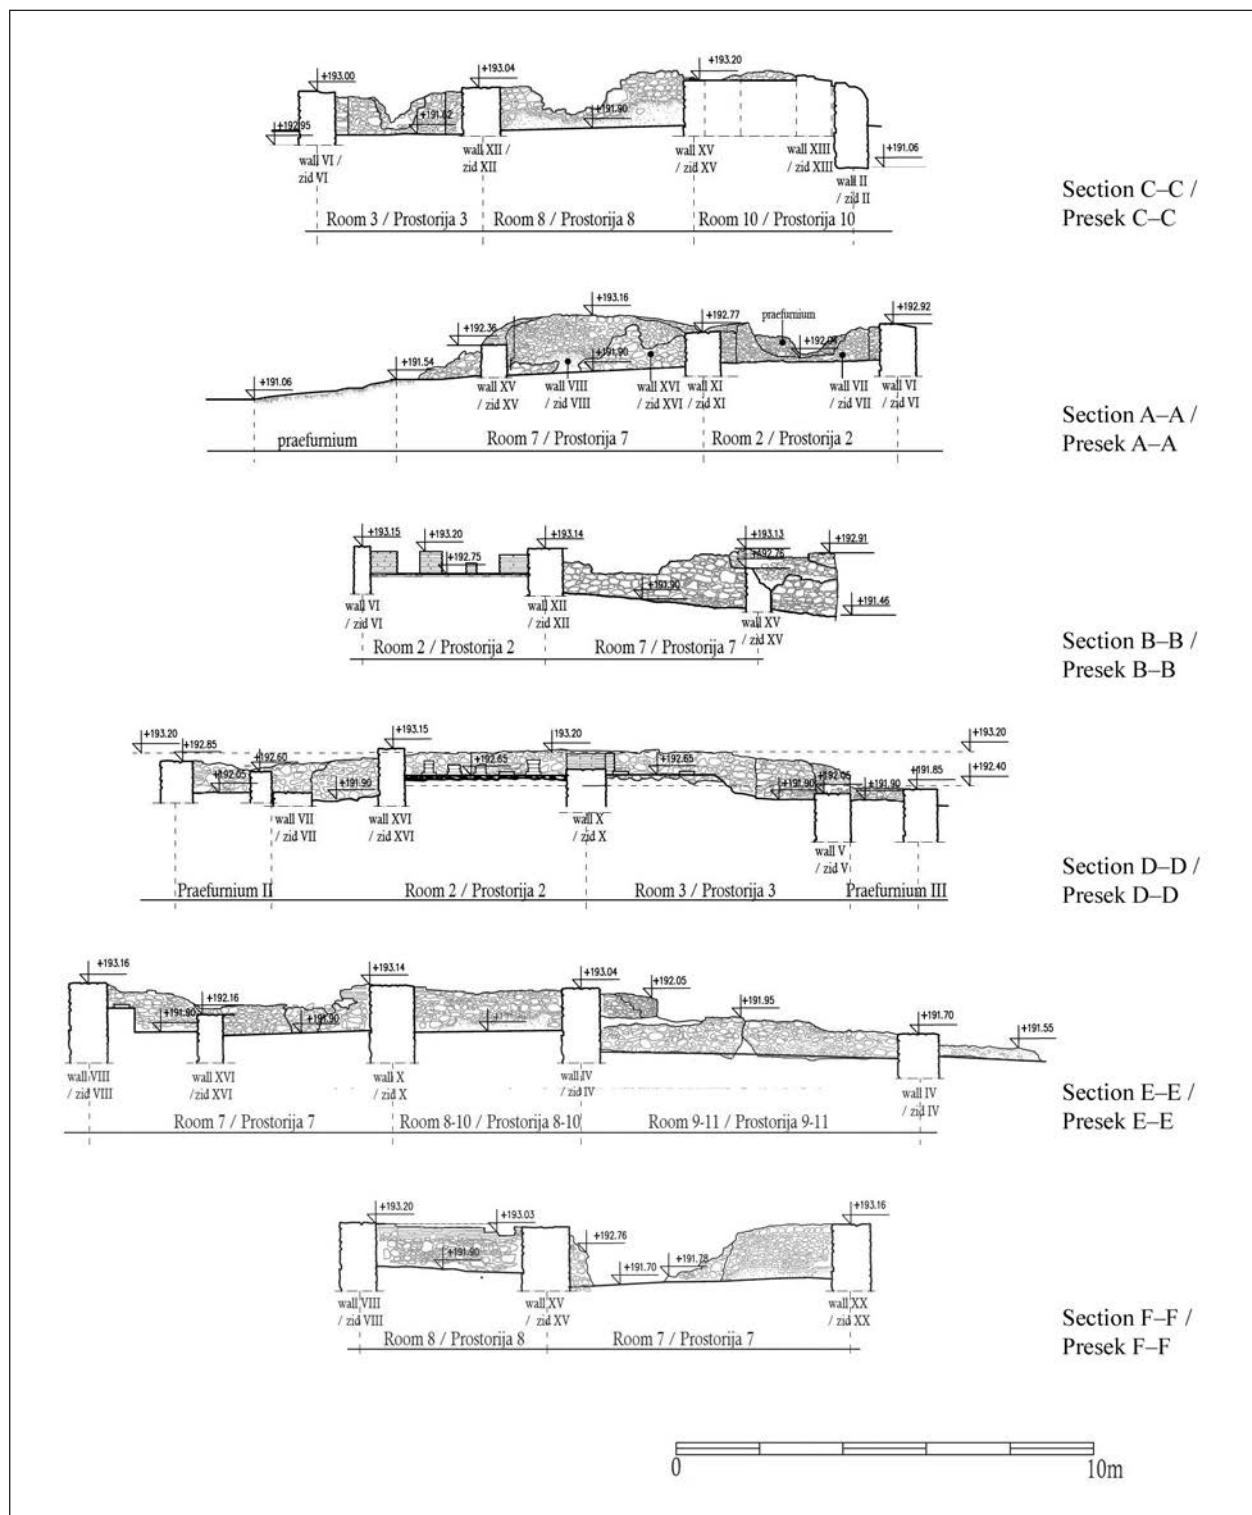 +193.00
+193.04
+193.20
+192.95
+191.82
+191.90
+191.06
wall VI /
zid VI
wall XII /
zid XII
wall XV
/ zid XV
wall XIII
/ zid XIII
wall II
/ zid II
Room 3 / Prostorija 3
Room 8 / Prostorija 8
Room 10 / Prostorija 10
Section C–C /
Presek C–C
+193.16
+192.77
+192.92
praefurnium
+192.36
+192.04
+191.54
+191.90
+191.06
wall XV
/ zid XV
wall VIII
/ zid VIII
wall XVI
/ zid XVI
wall XI
/ zid XI
wall VII
/ zid VII
wall VI
/ zid VI
praefurnium
Room 7 / Prostorija 7
Room 2 / Prostorija 2
Section A–A /
Presek A–A
+193.15
+193.20
+192.75
+193.14
+193.13
+192.76
+192.91
+191.90
+191.46
wall VI
/ zid VI
wall XII
/ zid XII
wall XV
/ zid XV
Room 2 / Prostorija 2
Room 7 / Prostorija 7
Section B–B /
Presek B–B
+193.20
+192.85
+192.60
+193.15
193.20
+193.20
+192.05
+191.90
+192.65
+192.65
+191.90
+192.05
+191.90
+191.85
+192.40
wall VII
/ zid VII
wall XVI
/ zid XVI
wall X
/ zid X
wall V
/ zid V
Praefurnium II
Room 2 / Prostorija 2
Room 3 / Prostorija 3
Praefurnium III
Section D–D /
Presek D–D
+193.16
+192.16
+193.14
+193.04
+192.05
+191.95
+191.90
+191.90
+191.70
+191.55
wall VIII
/ zid VIII
wall XVI
/ zid XVI
wall X
/ zid X
wall IV
/ zid IV
wall IV
/ zid IV
Room 7 / Prostorija 7
Room 8-10 / Prostorija 8-10
Room 9-11 / Prostorija 9-11
Section E–E /
Presek E–E
+193.20
+193.03
+193.16
+191.90
+192.76
+191.70
+191.78
wall VIII
/ zid VIII
wall XV
/ zid XV
wall XX
/ zid XX
Room 8 / Prostorija 8
Room 7 / Prostorija 7
Section F–F /
Presek F–F
0
10m